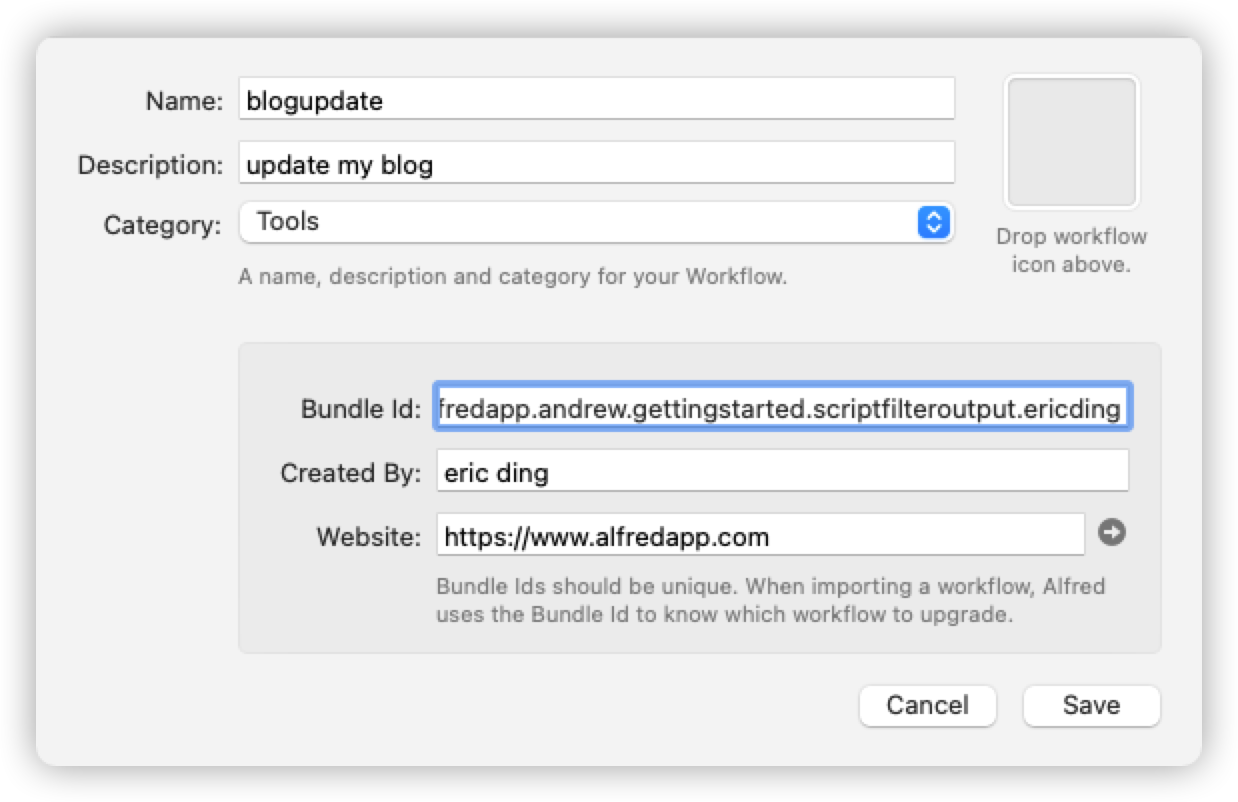 Name: blogupdate
Description: update my blog
Category: Tools
A name, description and category for your Workflow.
Drop workflow
icon above.
Bundle Id: fredapp.andrew.gettingstarted.scriptfilteroutput.ericding
Created By: eric ding
Website: https://www.alfredapp.com
Bundle Ids should be unique. When importing a workflow, Alfred
uses the Bundle Id to know which workflow to upgrade.
Cancel Save